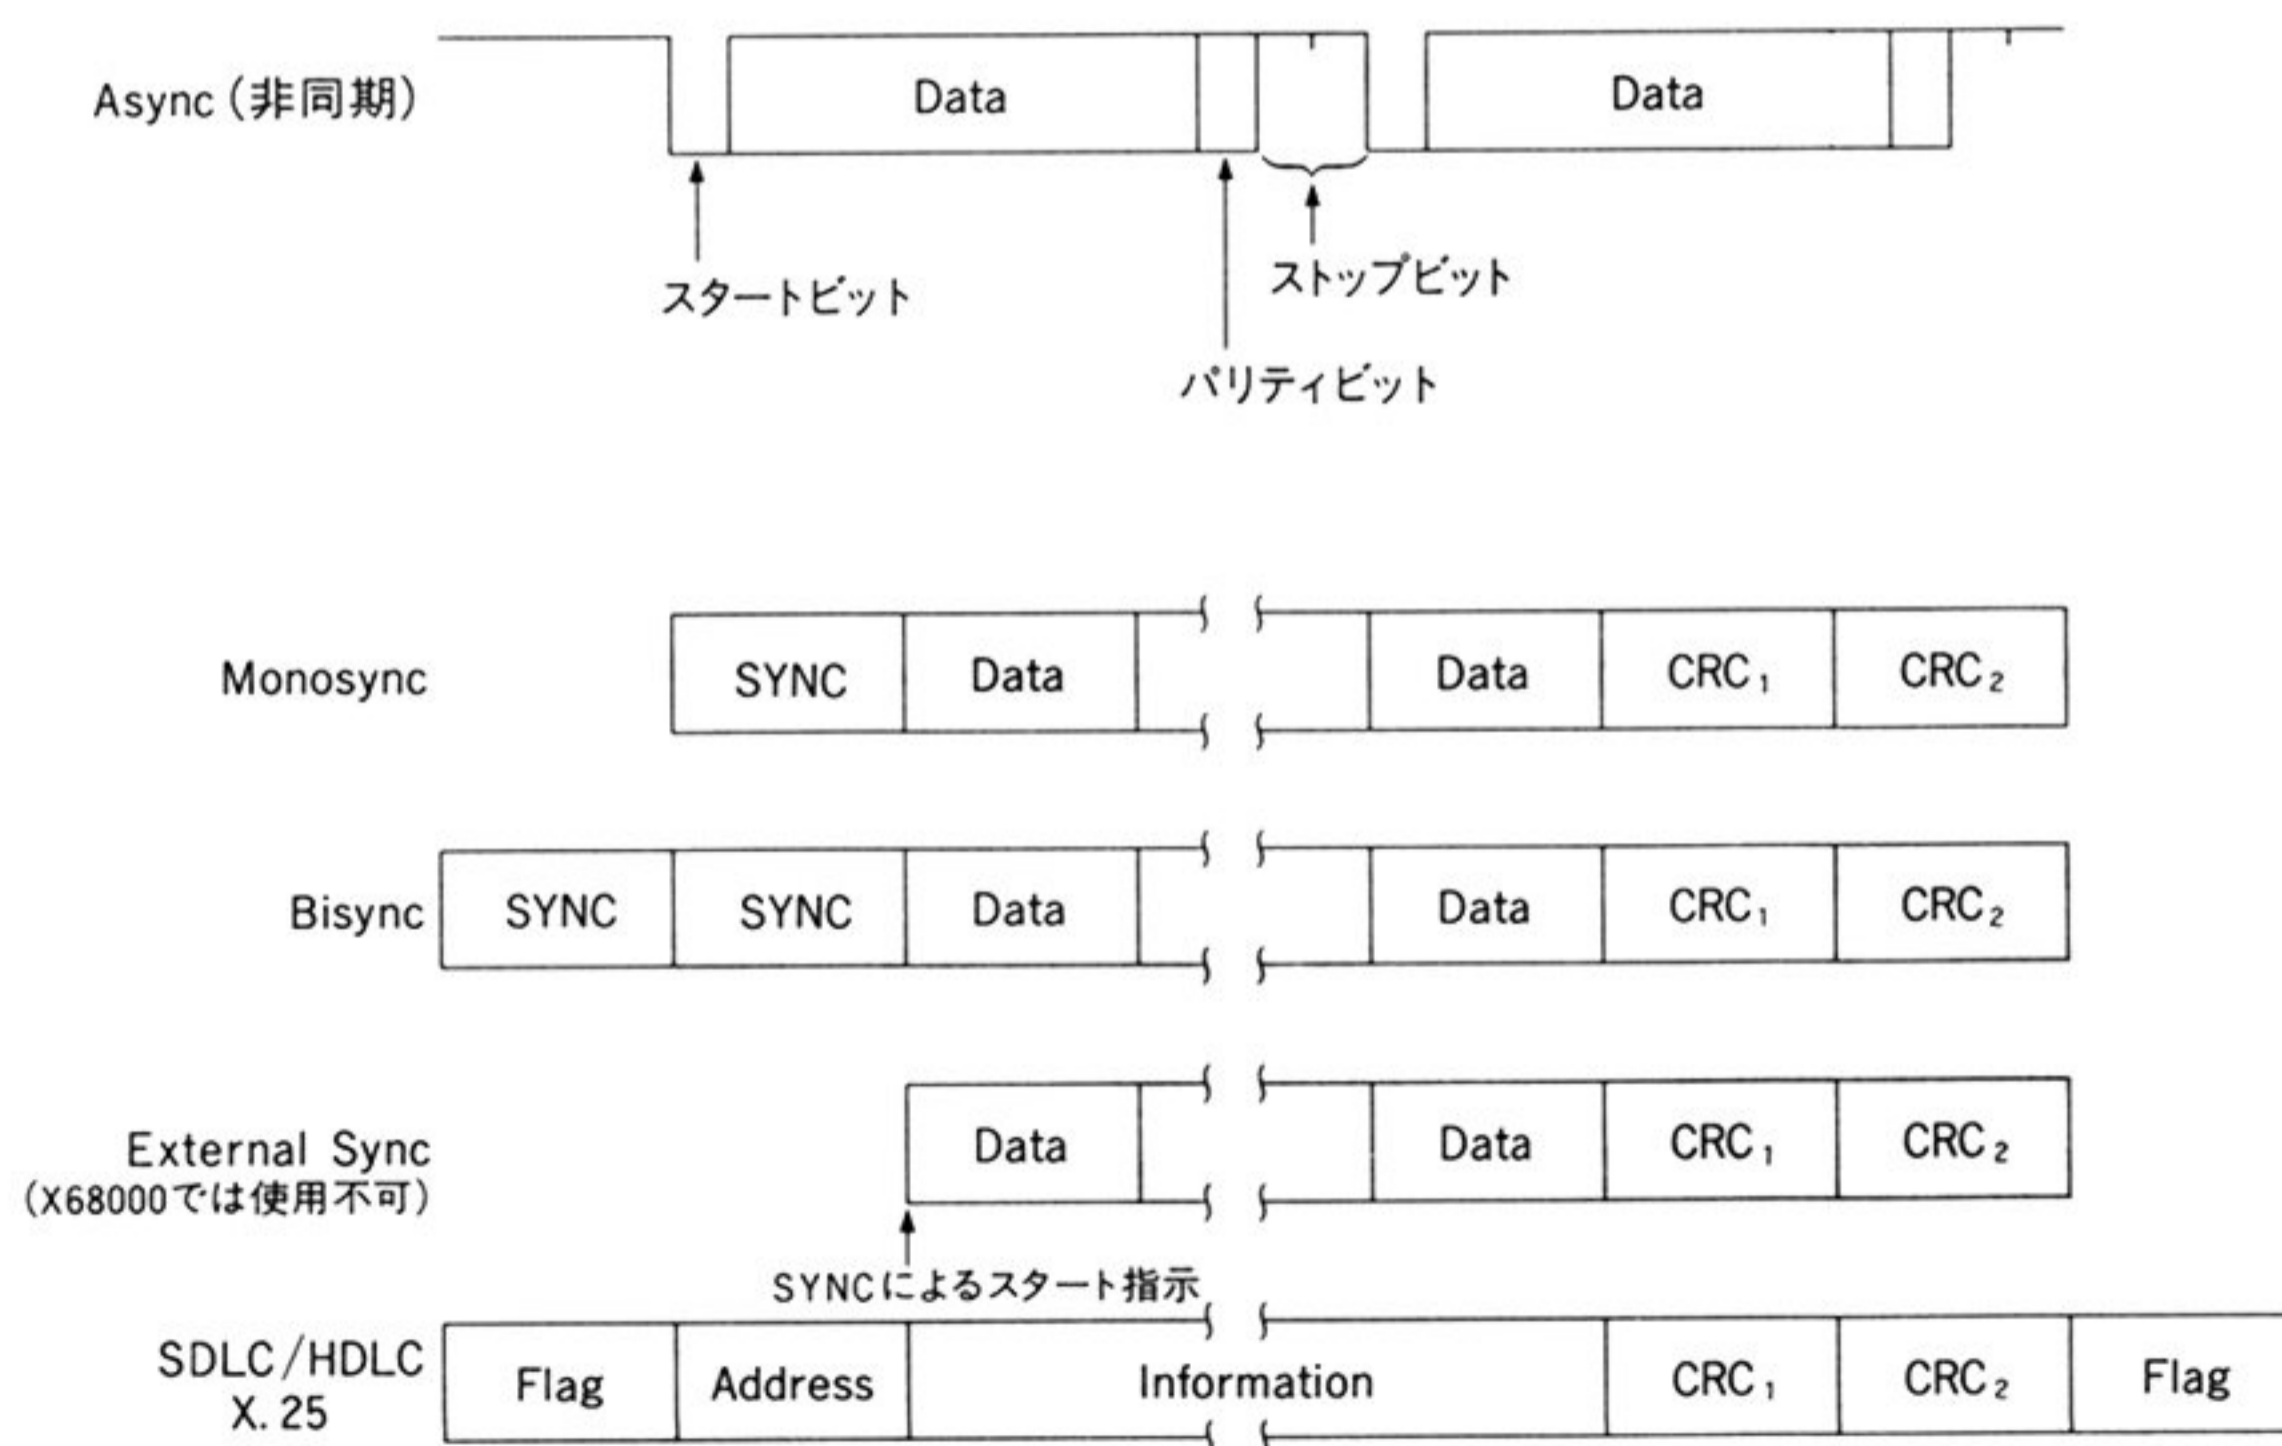 Async(非同期)
Data
Data
スタートビット
ストップビット
パリティビット
Monosync
SYNC
Data
Data
CRC₁
CRC₂
Bisync
SYNC
SYNC
Data
Data
CRC₁
CRC₂
External Sync
(X68000では使用不可)
Data
Data
CRC₁
CRC₂
SYNCによるスタート指示
SDLC/HDLC
X.25
Flag
Address
Information
CRC₁
CRC₂
Flag